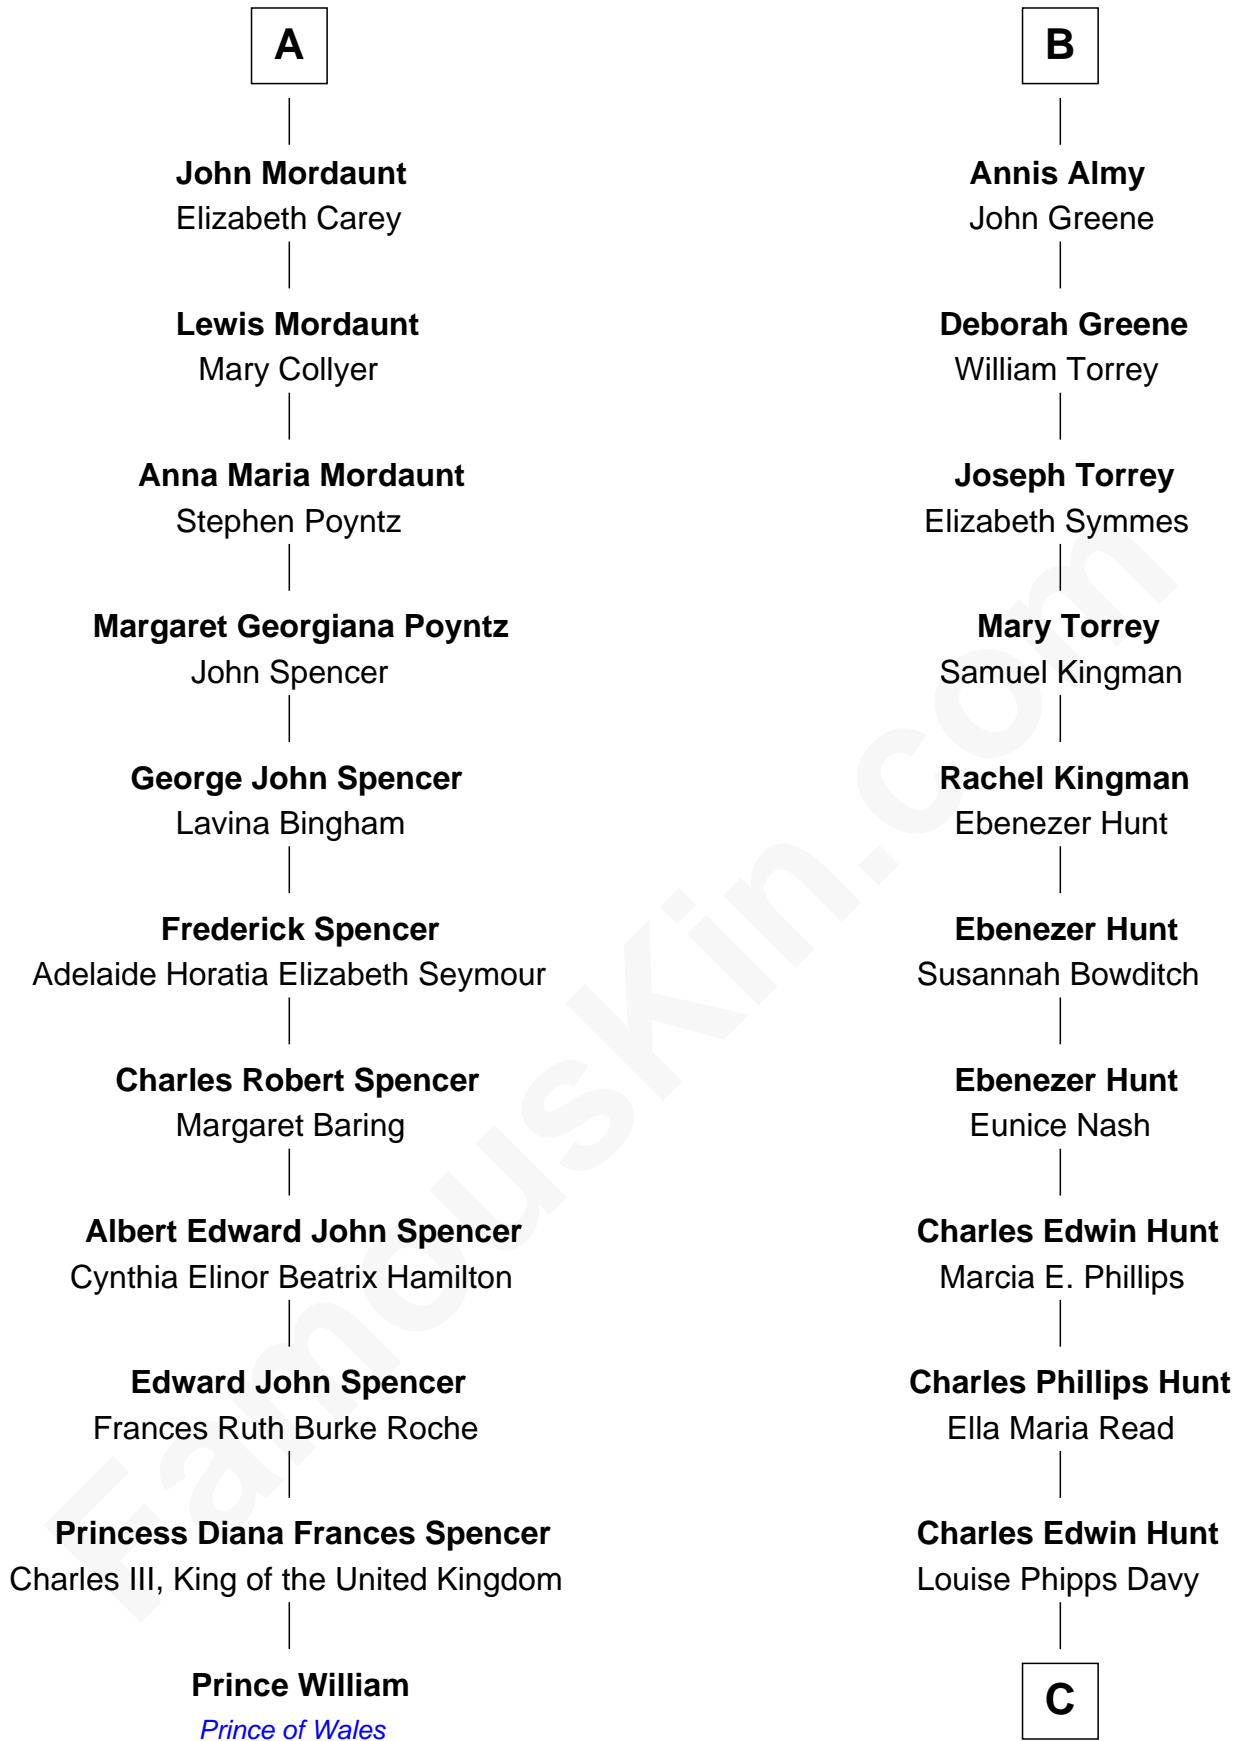 A
John Mordaunt
Elizabeth Carey
Lewis Mordaunt
Mary Collyer
Anna Maria Mordaunt
Stephen Poyntz
Margaret Georgiana Poyntz
John Spencer
George John Spencer
Lavina Bingham
Frederick Spencer
Adelaide Horatia Elizabeth Seymour
Charles Robert Spencer
Margaret Baring
Albert Edward John Spencer
Cynthia Elinor Beatrix Hamilton
Edward John Spencer
Frances Ruth Burke Roche
Princess Diana Frances Spencer
Charles III, King of the United Kingdom
Prince William
Prince of Wales
B
Annis Almy
John Greene
Deborah Greene
William Torrey
Joseph Torrey
Elizabeth Symmes
Mary Torrey
Samuel Kingman
Rachel Kingman
Ebenezer Hunt
Ebenezer Hunt
Susannah Bowditch
Ebenezer Hunt
Eunice Nash
Charles Edwin Hunt
Marcia E. Phillips
Charles Phillips Hunt
Ella Maria Read
Charles Edwin Hunt
Louise Phipps Davy
C
FamousKin.com